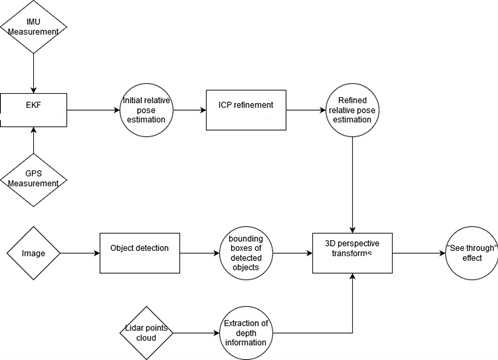 IMU
Measurement
EKF
Initial relative
pose
estimation
ICP refinement
Refined
relative pose
estimation
GPS
Measurement
Image
Object detection
bounding
boxes of
detected
objects
3D perspective
transforms
"See through"
effect
Lidar points
cloud
Extraction of
depth
information